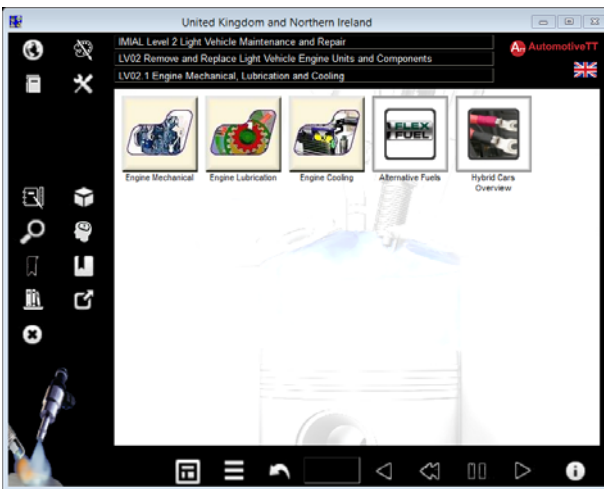 United Kingdom and Northern Ireland
IMIAL Level 2 Light Vehicle Maintenance and Repair
LV02 Remove and Replace Light Vehicle Engine Units and Components
LV02.1 Engine Mechanical, Lubrication and Cooling
AutomotiveTT
FLEX
FUEL
Engine Mechanical
Engine Lubrication
Engine Cooling
Alternative Fuels
Hybrid Cars
Overview